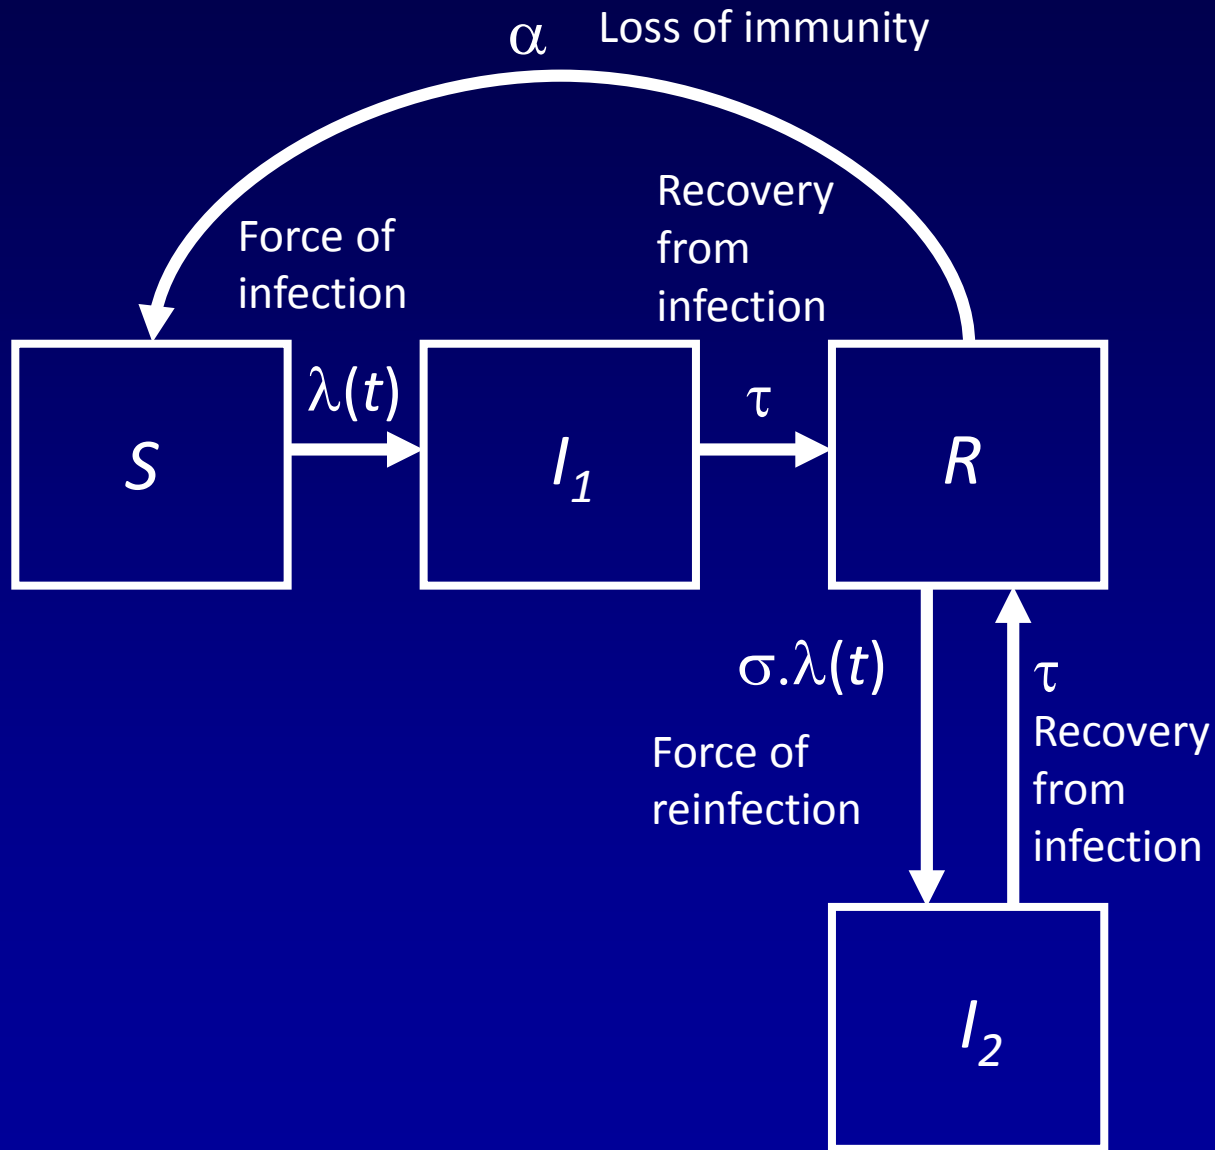 α Loss of immunity
Force of
infection
Recovery
from
infection
λ(t)
τ
S
I₁
R
σ.λ(t)
Force of
reinfection
τ
Recovery
from
infection
I₂